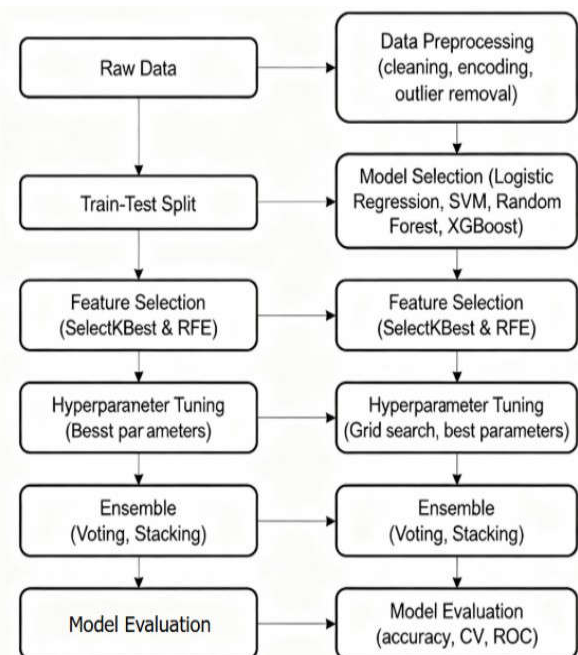 Raw Data
Data Preprocessing
(cleaning, encoding,
outlier removal)
Train-Test Split
Model Selection (Logistic
Regression, SVM, Random
Forest, XGBoost)
Feature Selection
(SelectKBest & RFE)
Feature Selection
(SelectKBest & RFE)
Hyperparameter Tuning
(Besst par ameters)
Hyperparameter Tuning
(Grid search, best parameters)
Ensemble
(Voting, Stacking)
Ensemble
(Voting, Stacking)
Model Evaluation
Model Evaluation
(accuracy, CV, ROC)